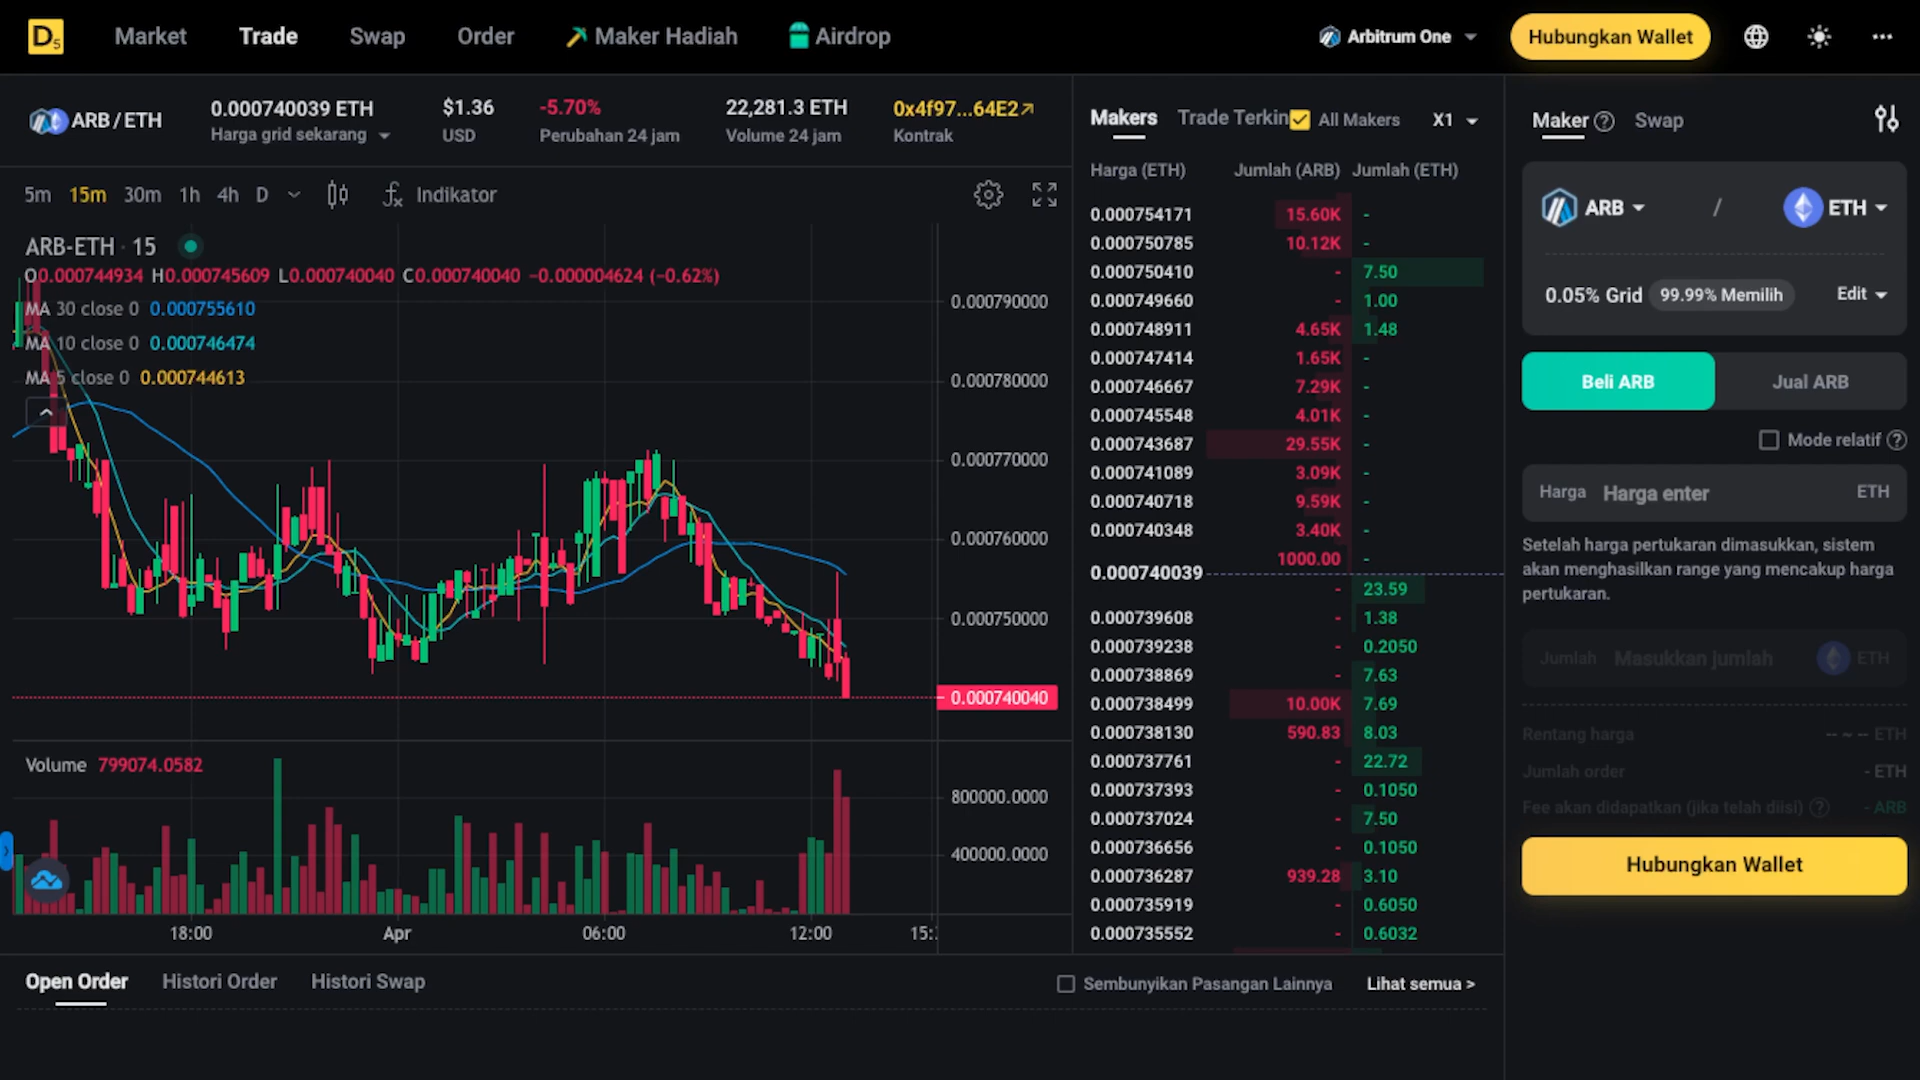 D5 Market Trade Swap Order Maker Hadiah Airdrop Arbitrum One Hubungkan Wallet
ARB / ETH
0.000740039 ETH $1.36 -5.70% 22,281.3 ETH 0x4f97...64E2
Harga grid sekarang USD Perubahan 24 jam Volume 24 jam Kontrak
5m 15m 30m 1h 4h D Indikator
ARB-ETH · 15
O0.000744934 H0.000745609 L0.000740040 C0.000740040 −0.000004624 (−0.62%)
MA 30 close 0 0.000755610
MA 10 close 0 0.000746474
MA 5 close 0 0.000744613
0.000790000
0.000780000
0.000770000
0.000760000
0.000750000
0.000740040
Volume 799074.0582
800000.0000
400000.0000
18:00 Apr 06:00 12:00 15:
Makers Trade Terkin All Makers X1
Harga (ETH) Jumlah (ARB) Jumlah (ETH)
0.000754171 15.60K -
0.000750785 10.12K -
0.000750410 - 7.50
0.000749660 - 1.00
0.000748911 4.65K 1.48
0.000747414 1.65K -
0.000746667 7.29K -
0.000745548 4.01K -
0.000743687 29.55K -
0.000741089 3.09K -
0.000740718 9.59K -
0.000740348 3.40K -
1000.00 -
0.000740039
- 23.59
0.000739608 - 1.38
0.000739238 - 0.2050
0.000738869 - 7.63
0.000738499 10.00K 7.69
0.000738130 590.83 8.03
0.000737761 - 22.72
0.000737393 - 0.1050
0.000737024 - 7.50
0.000736656 - 0.1050
0.000736287 939.28 3.10
0.000735919 - 0.6050
0.000735552 - 0.6032
Maker Swap
ARB / ETH
0.05% Grid 99.99% Memilih Edit
Beli ARB Jual ARB
Mode relatif
Harga Harga enter ETH
Setelah harga pertukaran dimasukkan, sistem
akan menghasilkan range yang mencakup harga
pertukaran.
Jumlah Masukkan jumlah ETH
Rentang harga -- ~ -- ETH
Jumlah order - ETH
Fee akan didapatkan (jika telah diisi) - ARB
Hubungkan Wallet
Open Order Histori Order Histori Swap Sembunyikan Pasangan Lainnya Lihat semua >